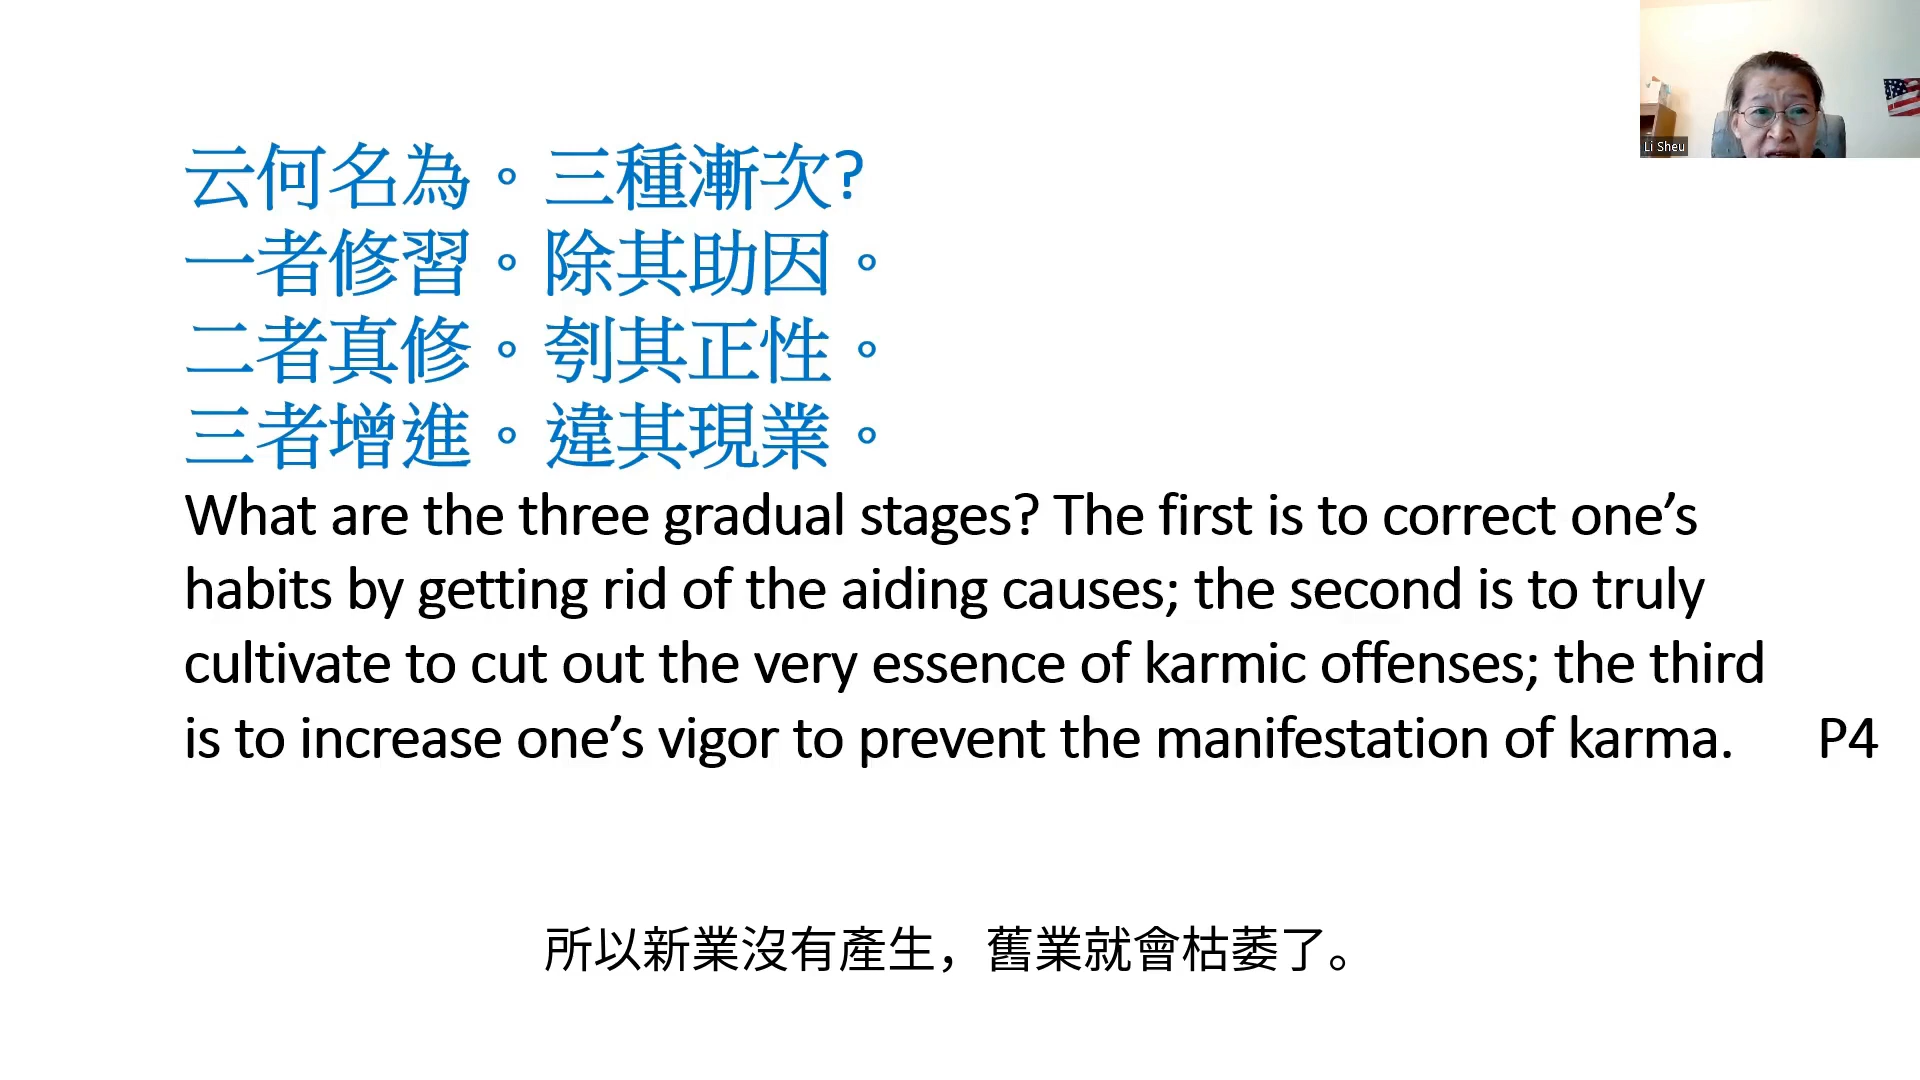 Li Sheu
云何名為。三種漸次?
一者修習。除其助因。
二者真修。刳其正性。
三者增進。違其現業。
What are the three gradual stages? The first is to correct one’s
habits by getting rid of the aiding causes; the second is to truly
cultivate to cut out the very essence of karmic offenses; the third
is to increase one’s vigor to prevent the manifestation of karma. P4
所以新業沒有產生，舊業就會枯萎了。